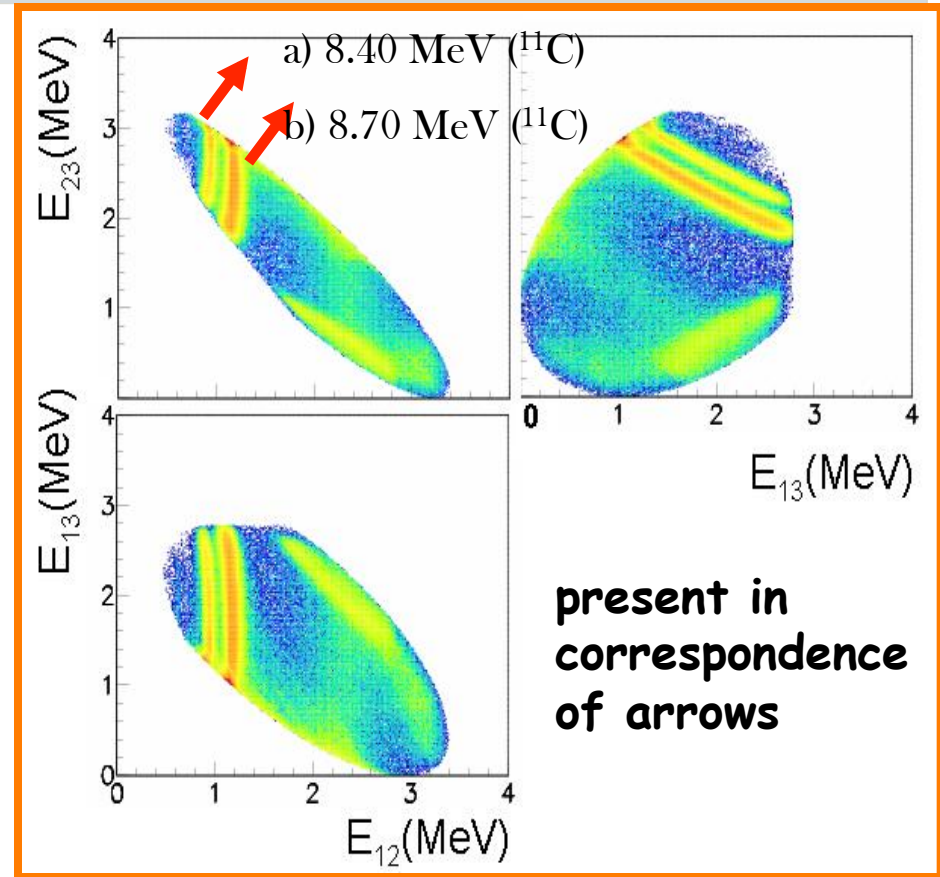 4
a) 8.40 MeV (¹¹C)
b) 8.70 MeV (¹¹C)
3
2
1
E₂₃(MeV)
0 1 2 3 4
E₁₃(MeV)
4
3
2
1
0
E₁₃(MeV)
0 1 2 3 4
E₁₂(MeV)
present in
correspondence
of arrows